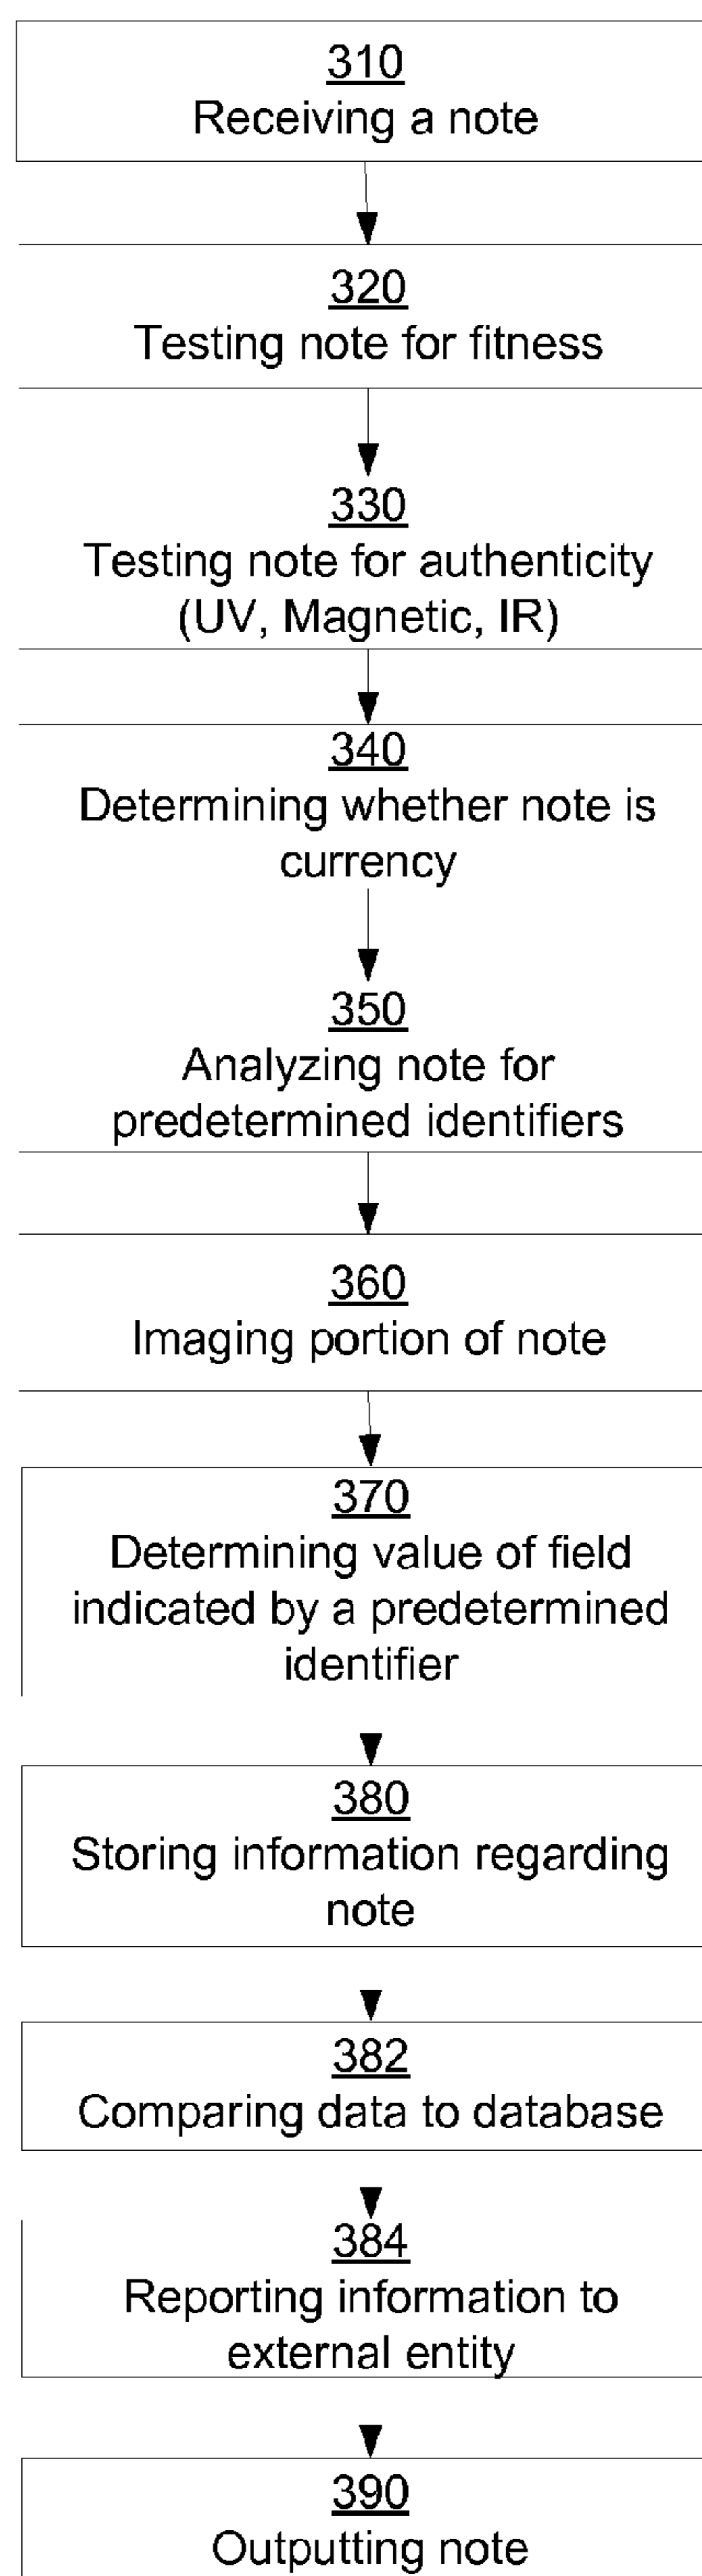 310
Receiving a note
320
Testing note for fitness
330
Testing note for authenticity
(UV, Magnetic, IR)
340
Determining whether note is
currency
350
Analyzing note for
predetermined identifiers
360
Imaging portion of note
370
Determining value of field
indicated by a predetermined
identifier
380
Storing information regarding
note
382
Comparing data to database
384
Reporting information to
external entity
390
Outputting note